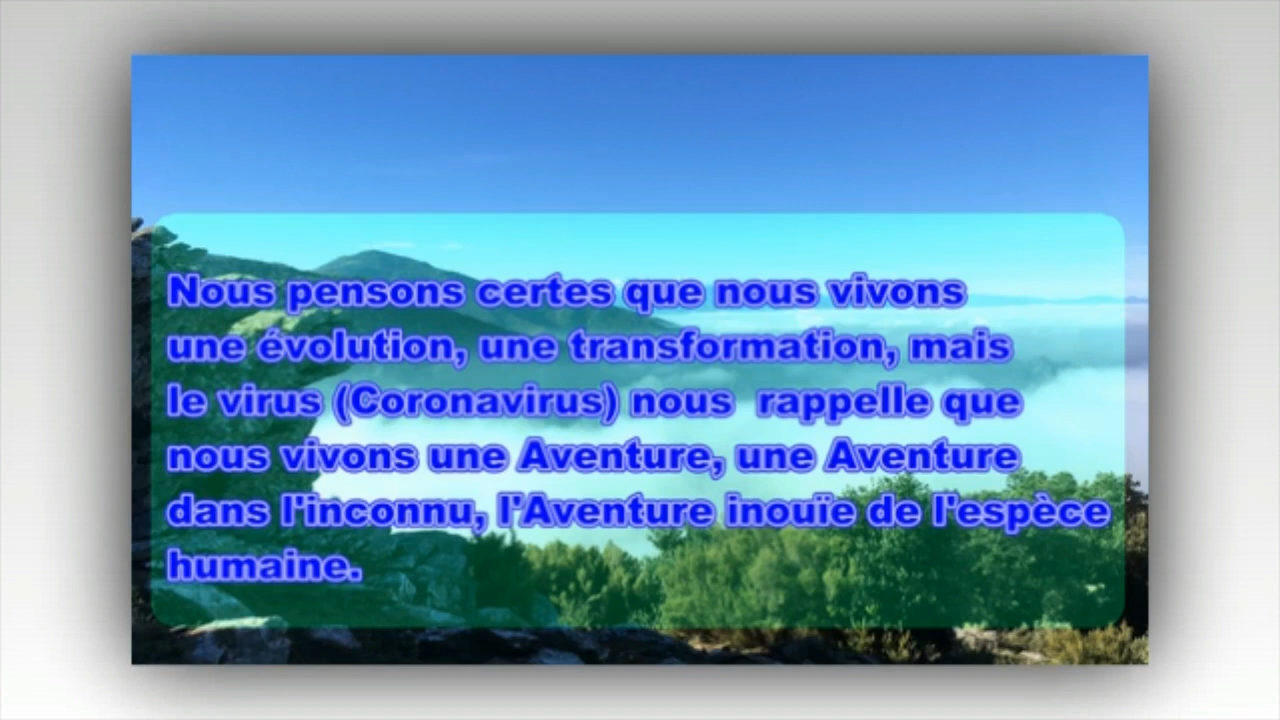 Nous pensons certes que nous vivons
une évolution, une transformation, mais
le virus (Coronavirus) nous  rappelle que
nous vivons une Aventure, une Aventure
dans l'inconnu, l'Aventure inouïe de l'espèce
humaine.